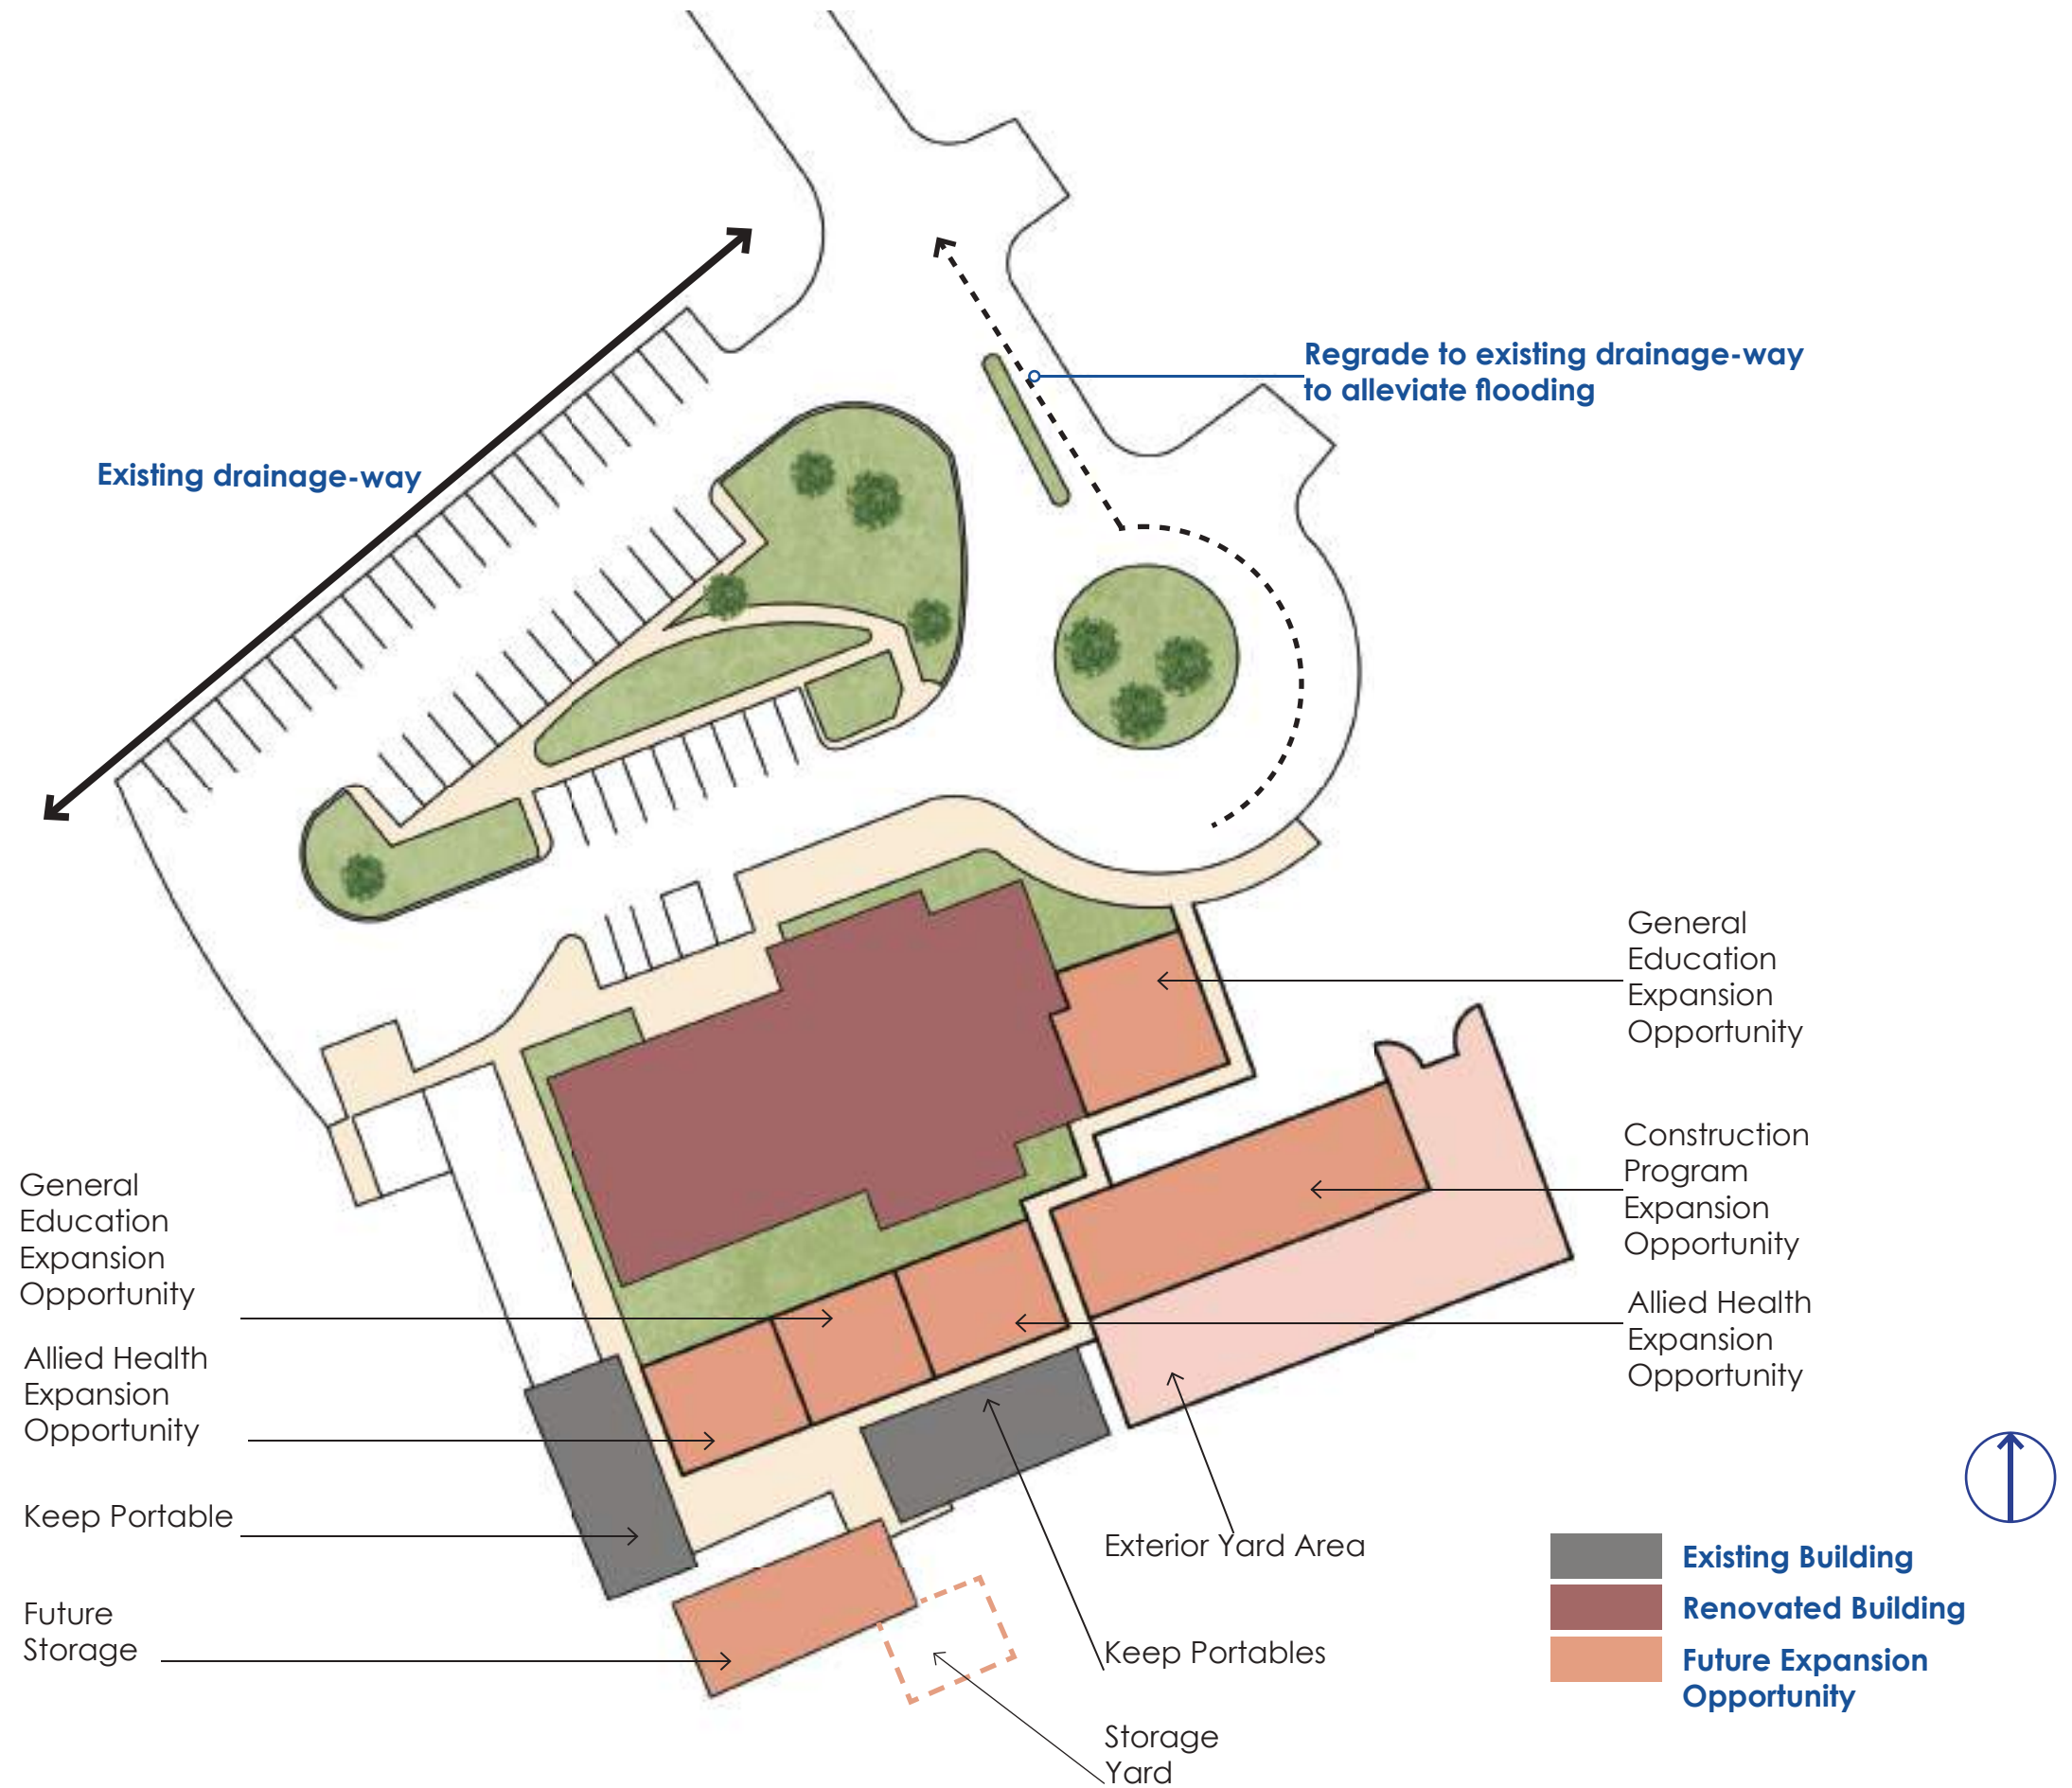 Regrade to existing drainage-way
to alleviate flooding
Existing drainage-way
General
Education
Expansion
Opportunity
Construction
Program
Expansion
Opportunity
Allied Health
Expansion
Opportunity
General
Education
Expansion
Opportunity
Allied Health
Expansion
Opportunity
Keep Portable
Future
Storage
Exterior Yard Area
Keep Portables
Storage
Yard
Existing Building
Renovated Building
Future Expansion
Opportunity